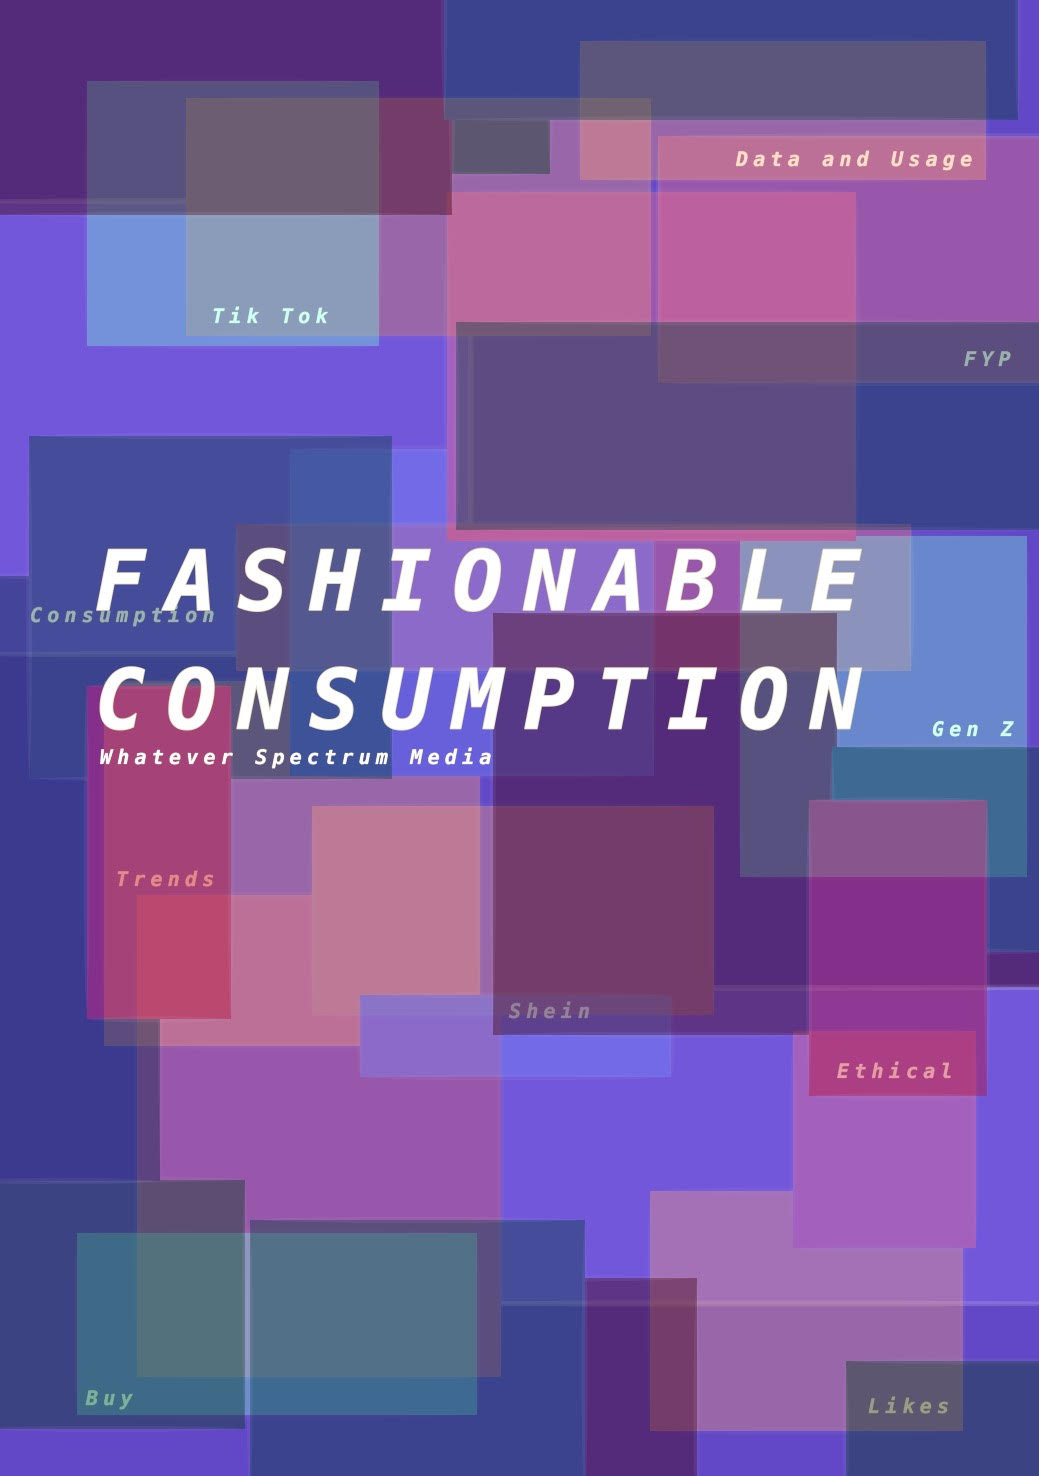 Data and Usage
Tik Tok
FYP
FASHIONABLE
Consumption
CONSUMPTION
Gen Z
Whatever Spectrum Media
Trends
Shein
Ethical
Buy
Likes